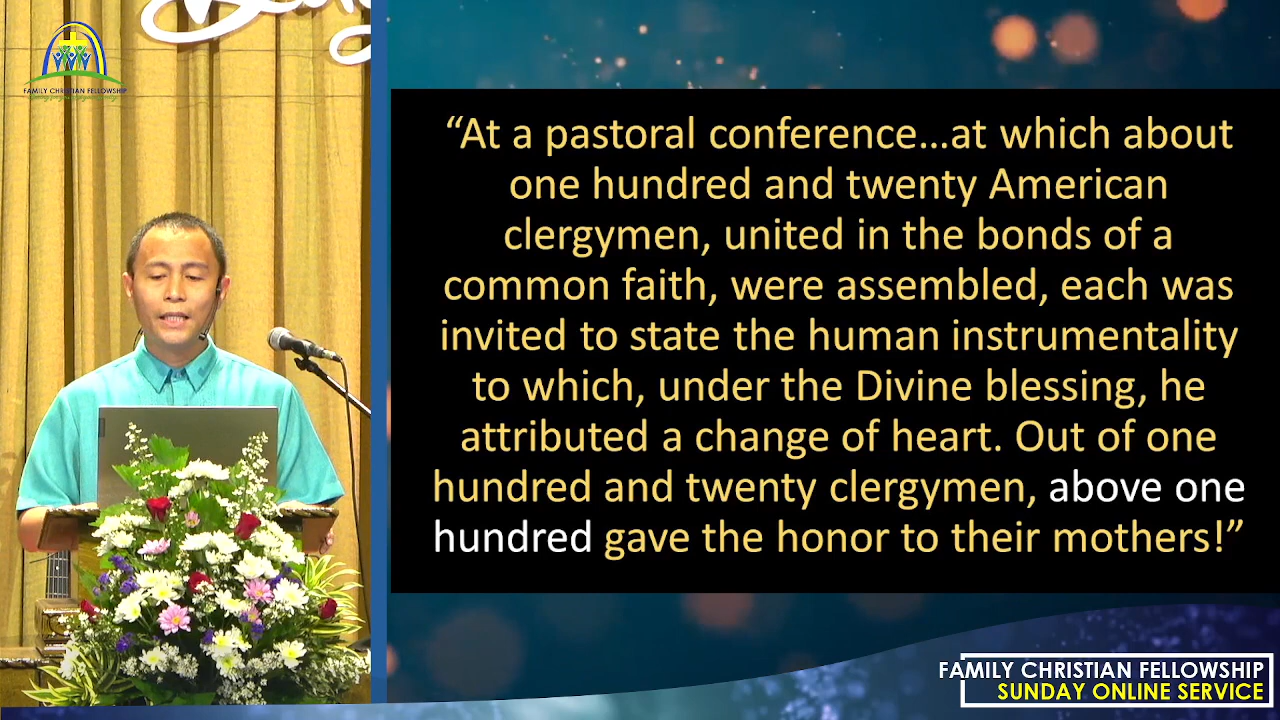 FAMILY CHRISTIAN FELLOWSHIP
“At a pastoral conference...at which about
one hundred and twenty American
clergymen, united in the bonds of a
common faith, were assembled, each was
invited to state the human instrumentality
to which, under the Divine blessing, he
attributed a change of heart. Out of one
hundred and twenty clergymen, above one
hundred gave the honor to their mothers!”
FAMILY CHRISTIAN FELLOWSHIP
SUNDAY ONLINE SERVICE